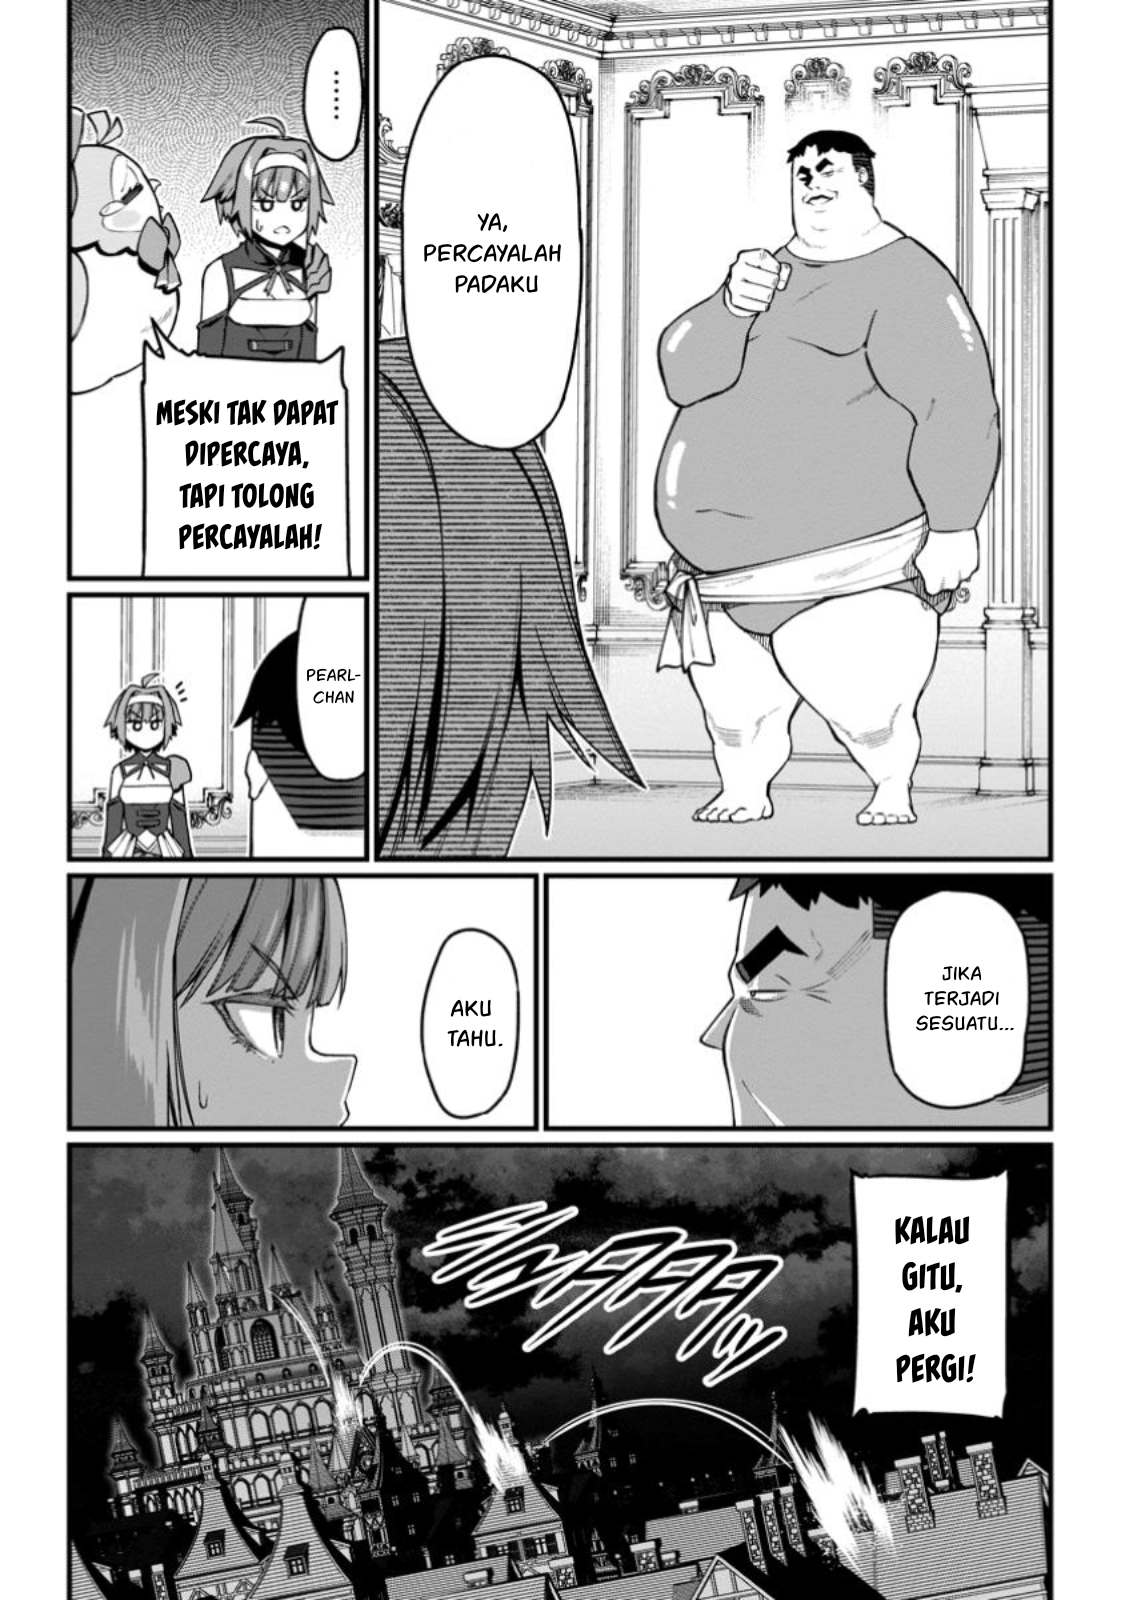 YA,
PERCAYALAH
PADAKU
.......
MESKI TAK DAPAT
DIPERCAYA,
TAPI TOLONG
PERCAYALAH!
PEARL-
CHAN
JIKA
TERJADI
SESUATU...
AKU
TAHU.
KALAU
GITU,
AKU
PERGI!